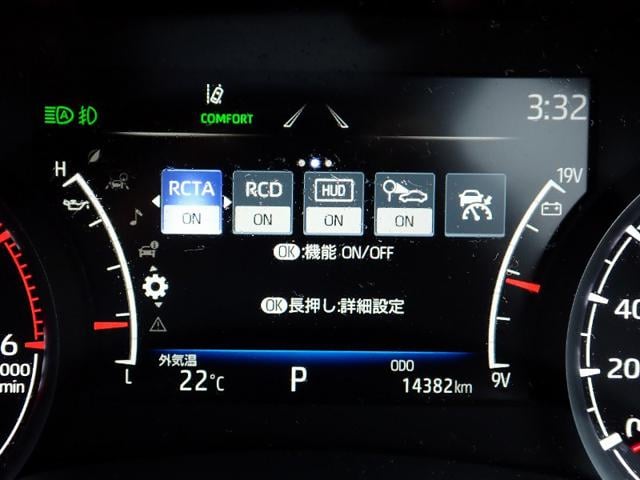 COMFORT
3:32
H
19V
RCTA
RCD
HUD
ON
ON
ON
ON
OK:機能 ON/OFF
OK長押し:詳細設定
6
000
min
40
20
0
L
9V
外気温
22℃
P
ODO
14382km